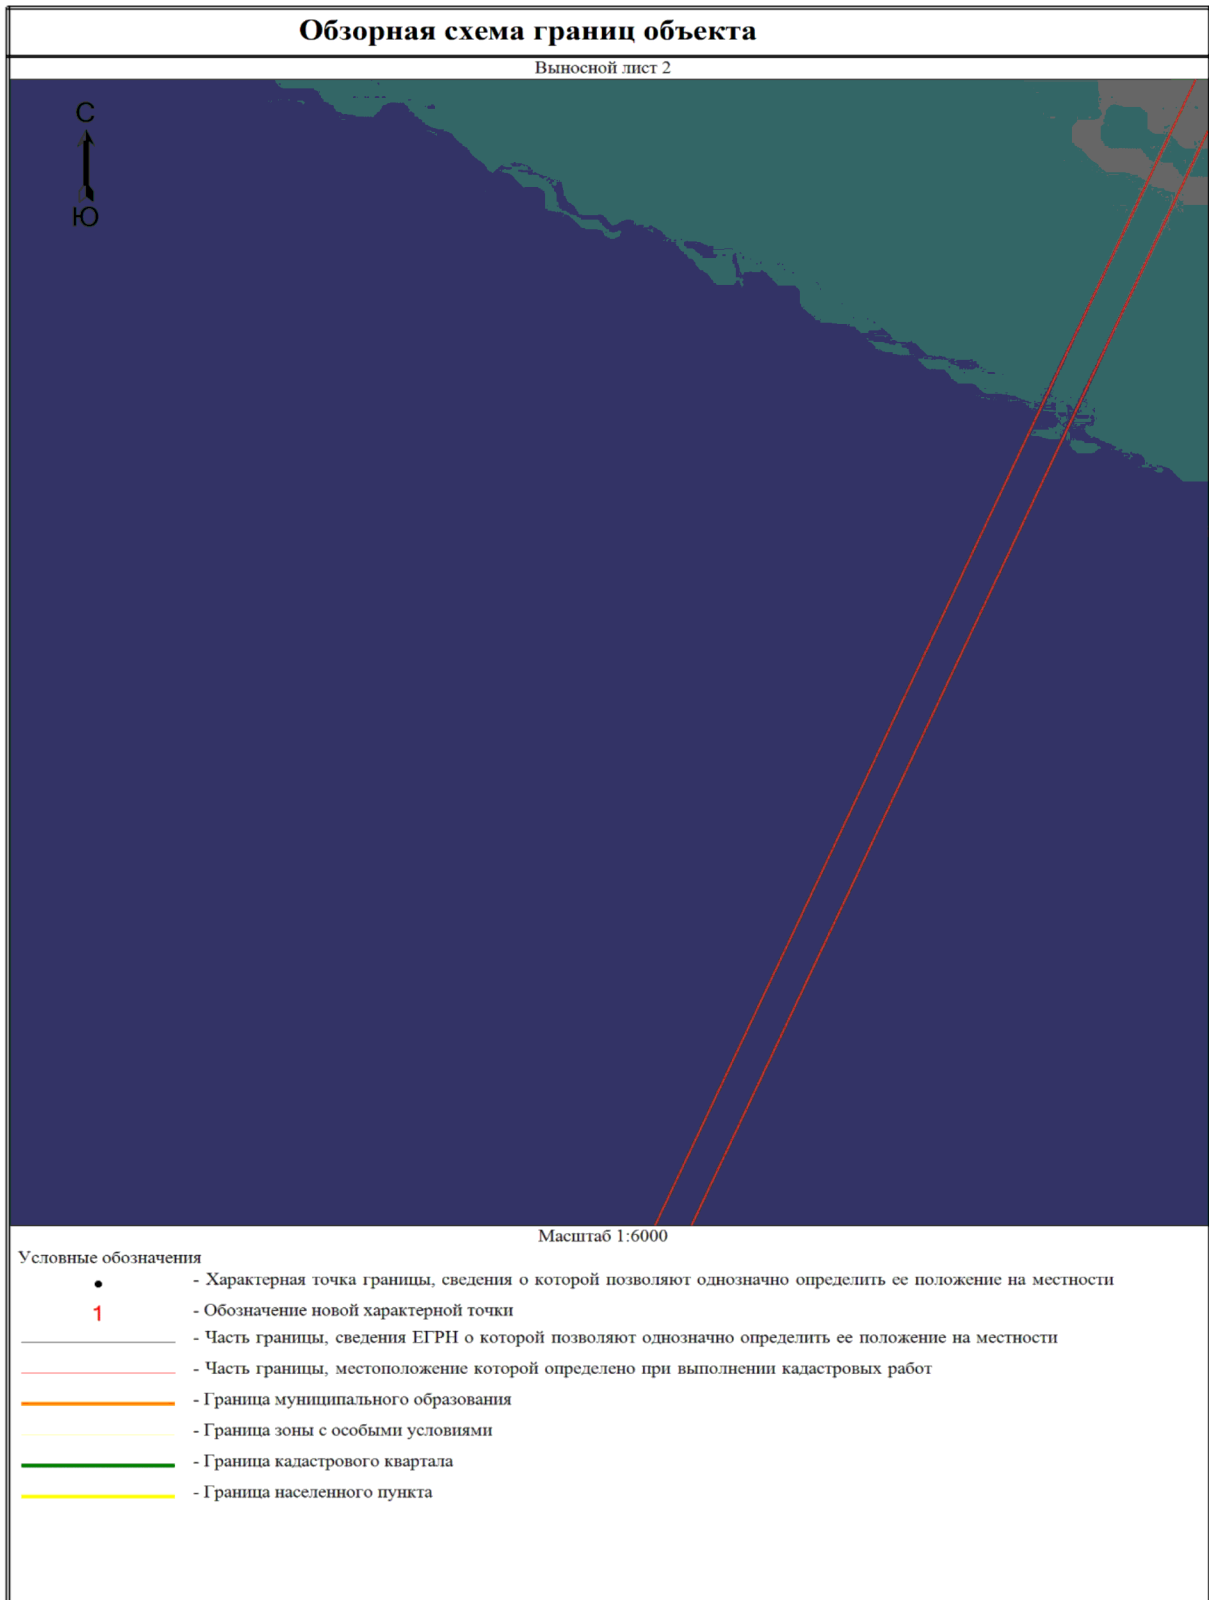 Обзорная схема границ объекта
Выносной лист 2
С
Ю
Масштаб 1:6000
Условные обозначения
- Характерная точка границы, сведения о которой позволяют однозначно определить ее положение на местности
1 - Обозначение новой характерной точки
- Часть границы, сведения ЕГРН о которой позволяют однозначно определить ее положение на местности
- Часть границы, местоположение которой определено при выполнении кадастровых работ
- Граница муниципального образования
- Граница зоны с особыми условиями
- Граница кадастрового квартала
- Граница населенного пункта